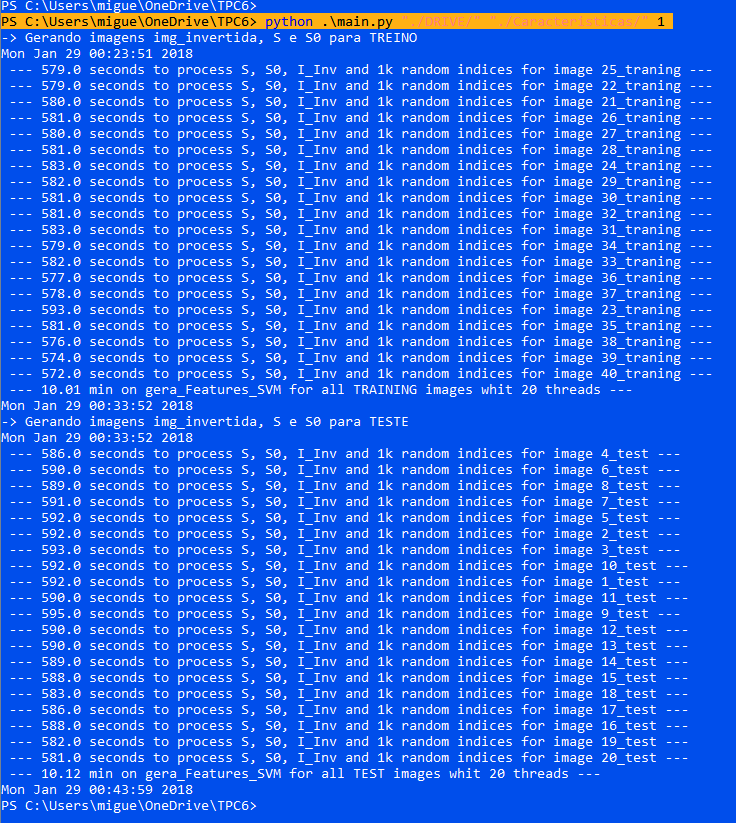 PS C:\Users\migue\OneDrive\TPC6>
PS C:\Users\migue\OneDrive\TPC6> python .\main.py "./DRIVE/" "./Caracteristicas/" 1
-> Gerando imagens img_invertida, S e S0 para TREINO
Mon Jan 29 00:23:51 2018
--- 579.0 seconds to process S, S0, I_Inv and 1k random indices for image 25_traning ---
--- 579.0 seconds to process S, S0, I_Inv and 1k random indices for image 22_traning ---
--- 580.0 seconds to process S, S0, I_Inv and 1k random indices for image 21_traning ---
--- 581.0 seconds to process S, S0, I_Inv and 1k random indices for image 26_traning ---
--- 580.0 seconds to process S, S0, I_Inv and 1k random indices for image 27_traning ---
--- 581.0 seconds to process S, S0, I_Inv and 1k random indices for image 28_traning ---
--- 583.0 seconds to process S, S0, I_Inv and 1k random indices for image 24_traning ---
--- 582.0 seconds to process S, S0, I_Inv and 1k random indices for image 29_traning ---
--- 581.0 seconds to process S, S0, I_Inv and 1k random indices for image 30_traning ---
--- 581.0 seconds to process S, S0, I_Inv and 1k random indices for image 32_traning ---
--- 583.0 seconds to process S, S0, I_Inv and 1k random indices for image 31_traning ---
--- 579.0 seconds to process S, S0, I_Inv and 1k random indices for image 34_traning ---
--- 582.0 seconds to process S, S0, I_Inv and 1k random indices for image 33_traning ---
--- 577.0 seconds to process S, S0, I_Inv and 1k random indices for image 36_traning ---
--- 578.0 seconds to process S, S0, I_Inv and 1k random indices for image 37_traning ---
--- 593.0 seconds to process S, S0, I_Inv and 1k random indices for image 23_traning ---
--- 581.0 seconds to process S, S0, I_Inv and 1k random indices for image 35_traning ---
--- 576.0 seconds to process S, S0, I_Inv and 1k random indices for image 38_traning ---
--- 574.0 seconds to process S, S0, I_Inv and 1k random indices for image 39_traning ---
--- 572.0 seconds to process S, S0, I_Inv and 1k random indices for image 40_traning ---
--- 10.01 min on gera_Features_SVM for all TRAINING images whit 20 threads ---
Mon Jan 29 00:33:52 2018
-> Gerando imagens img_invertida, S e S0 para TESTE
Mon Jan 29 00:33:52 2018
--- 586.0 seconds to process S, S0, I_Inv and 1k random indices for image 4_test ---
--- 590.0 seconds to process S, S0, I_Inv and 1k random indices for image 6_test ---
--- 589.0 seconds to process S, S0, I_Inv and 1k random indices for image 8_test ---
--- 591.0 seconds to process S, S0, I_Inv and 1k random indices for image 7_test ---
--- 592.0 seconds to process S, S0, I_Inv and 1k random indices for image 5_test ---
--- 592.0 seconds to process S, S0, I_Inv and 1k random indices for image 2_test ---
--- 593.0 seconds to process S, S0, I_Inv and 1k random indices for image 3_test ---
--- 592.0 seconds to process S, S0, I_Inv and 1k random indices for image 10_test ---
--- 592.0 seconds to process S, S0, I_Inv and 1k random indices for image 1_test ---
--- 590.0 seconds to process S, S0, I_Inv and 1k random indices for image 11_test ---
--- 595.0 seconds to process S, S0, I_Inv and 1k random indices for image 9_test ---
--- 590.0 seconds to process S, S0, I_Inv and 1k random indices for image 12_test ---
--- 590.0 seconds to process S, S0, I_Inv and 1k random indices for image 13_test ---
--- 589.0 seconds to process S, S0, I_Inv and 1k random indices for image 14_test ---
--- 588.0 seconds to process S, S0, I_Inv and 1k random indices for image 15_test ---
--- 583.0 seconds to process S, S0, I_Inv and 1k random indices for image 18_test ---
--- 586.0 seconds to process S, S0, I_Inv and 1k random indices for image 17_test ---
--- 588.0 seconds to process S, S0, I_Inv and 1k random indices for image 16_test ---
--- 582.0 seconds to process S, S0, I_Inv and 1k random indices for image 19_test ---
--- 581.0 seconds to process S, S0, I_Inv and 1k random indices for image 20_test ---
--- 10.12 min on gera_Features_SVM for all TEST images whit 20 threads ---
Mon Jan 29 00:43:59 2018
PS C:\Users\migue\OneDrive\TPC6>